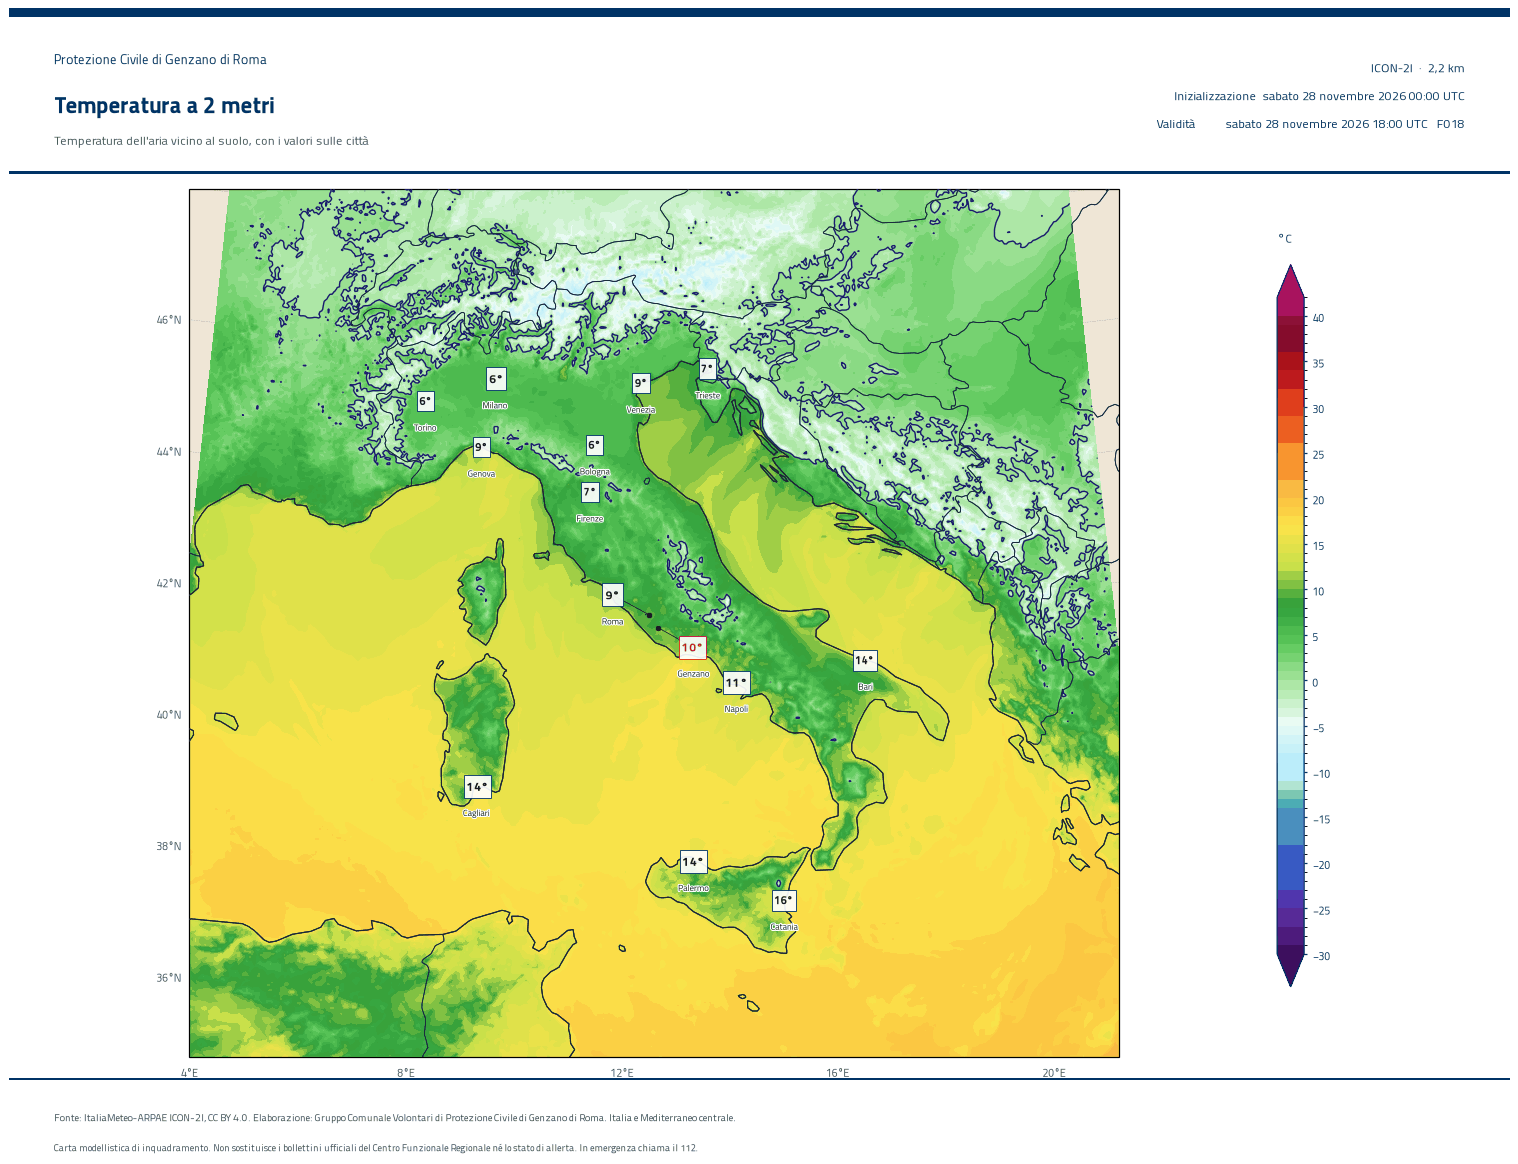 Protezione Civile di Genzano di Roma
Temperatura a 2 metri
Temperatura dell'aria vicino al suolo, con i valori sulle città
ICON-2I · 2,2 km
Inizializzazione sabato 28 novembre 2026 00:00 UTC
Validità sabato 28 novembre 2026 18:00 UTC F018
°C
40
35
30
25
20
15
10
5
0
−5
−10
−15
−20
−25
−30
46°N
44°N
42°N
40°N
38°N
36°N
4°E
8°E
12°E
16°E
20°E
6°
Milano
6°
Torino
9°
Venezia
7°
Trieste
9°
Genova
6°
Bologna
7°
Firenze
9°
Roma
10°
Genzano
11°
Napoli
14°
Bari
14°
Cagliari
14°
Palermo
16°
Catania
Fonte: ItaliaMeteo-ARPAE ICON-2I, CC BY 4.0. Elaborazione: Gruppo Comunale Volontari di Protezione Civile di Genzano di Roma. Italia e Mediterraneo centrale.
Carta modellistica di inquadramento. Non sostituisce i bollettini ufficiali del Centro Funzionale Regionale né lo stato di allerta. In emergenza chiama il 112.